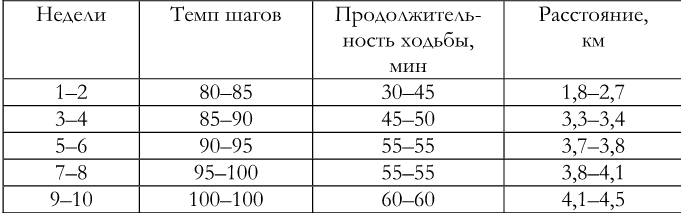 Недели Темп шагов Продолжитель- Расстояние,
ность ходьбы, км
мин
1–2 80–85 30–45 1,8–2,7
3–4 85–90 45–50 3,3–3,4
5–6 90–95 55–55 3,7–3,8
7–8 95–100 55–55 3,8–4,1
9–10 100–100 60–60 4,1–4,5